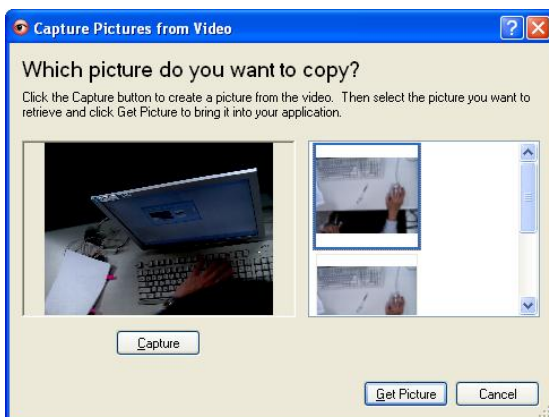 Capture Pictures from Video
Which picture do you want to copy?
Click the Capture button to create a picture from the video. Then select the picture you want to
retrieve and click Get Picture to bring it into your application.
Capture
Get Picture
Cancel